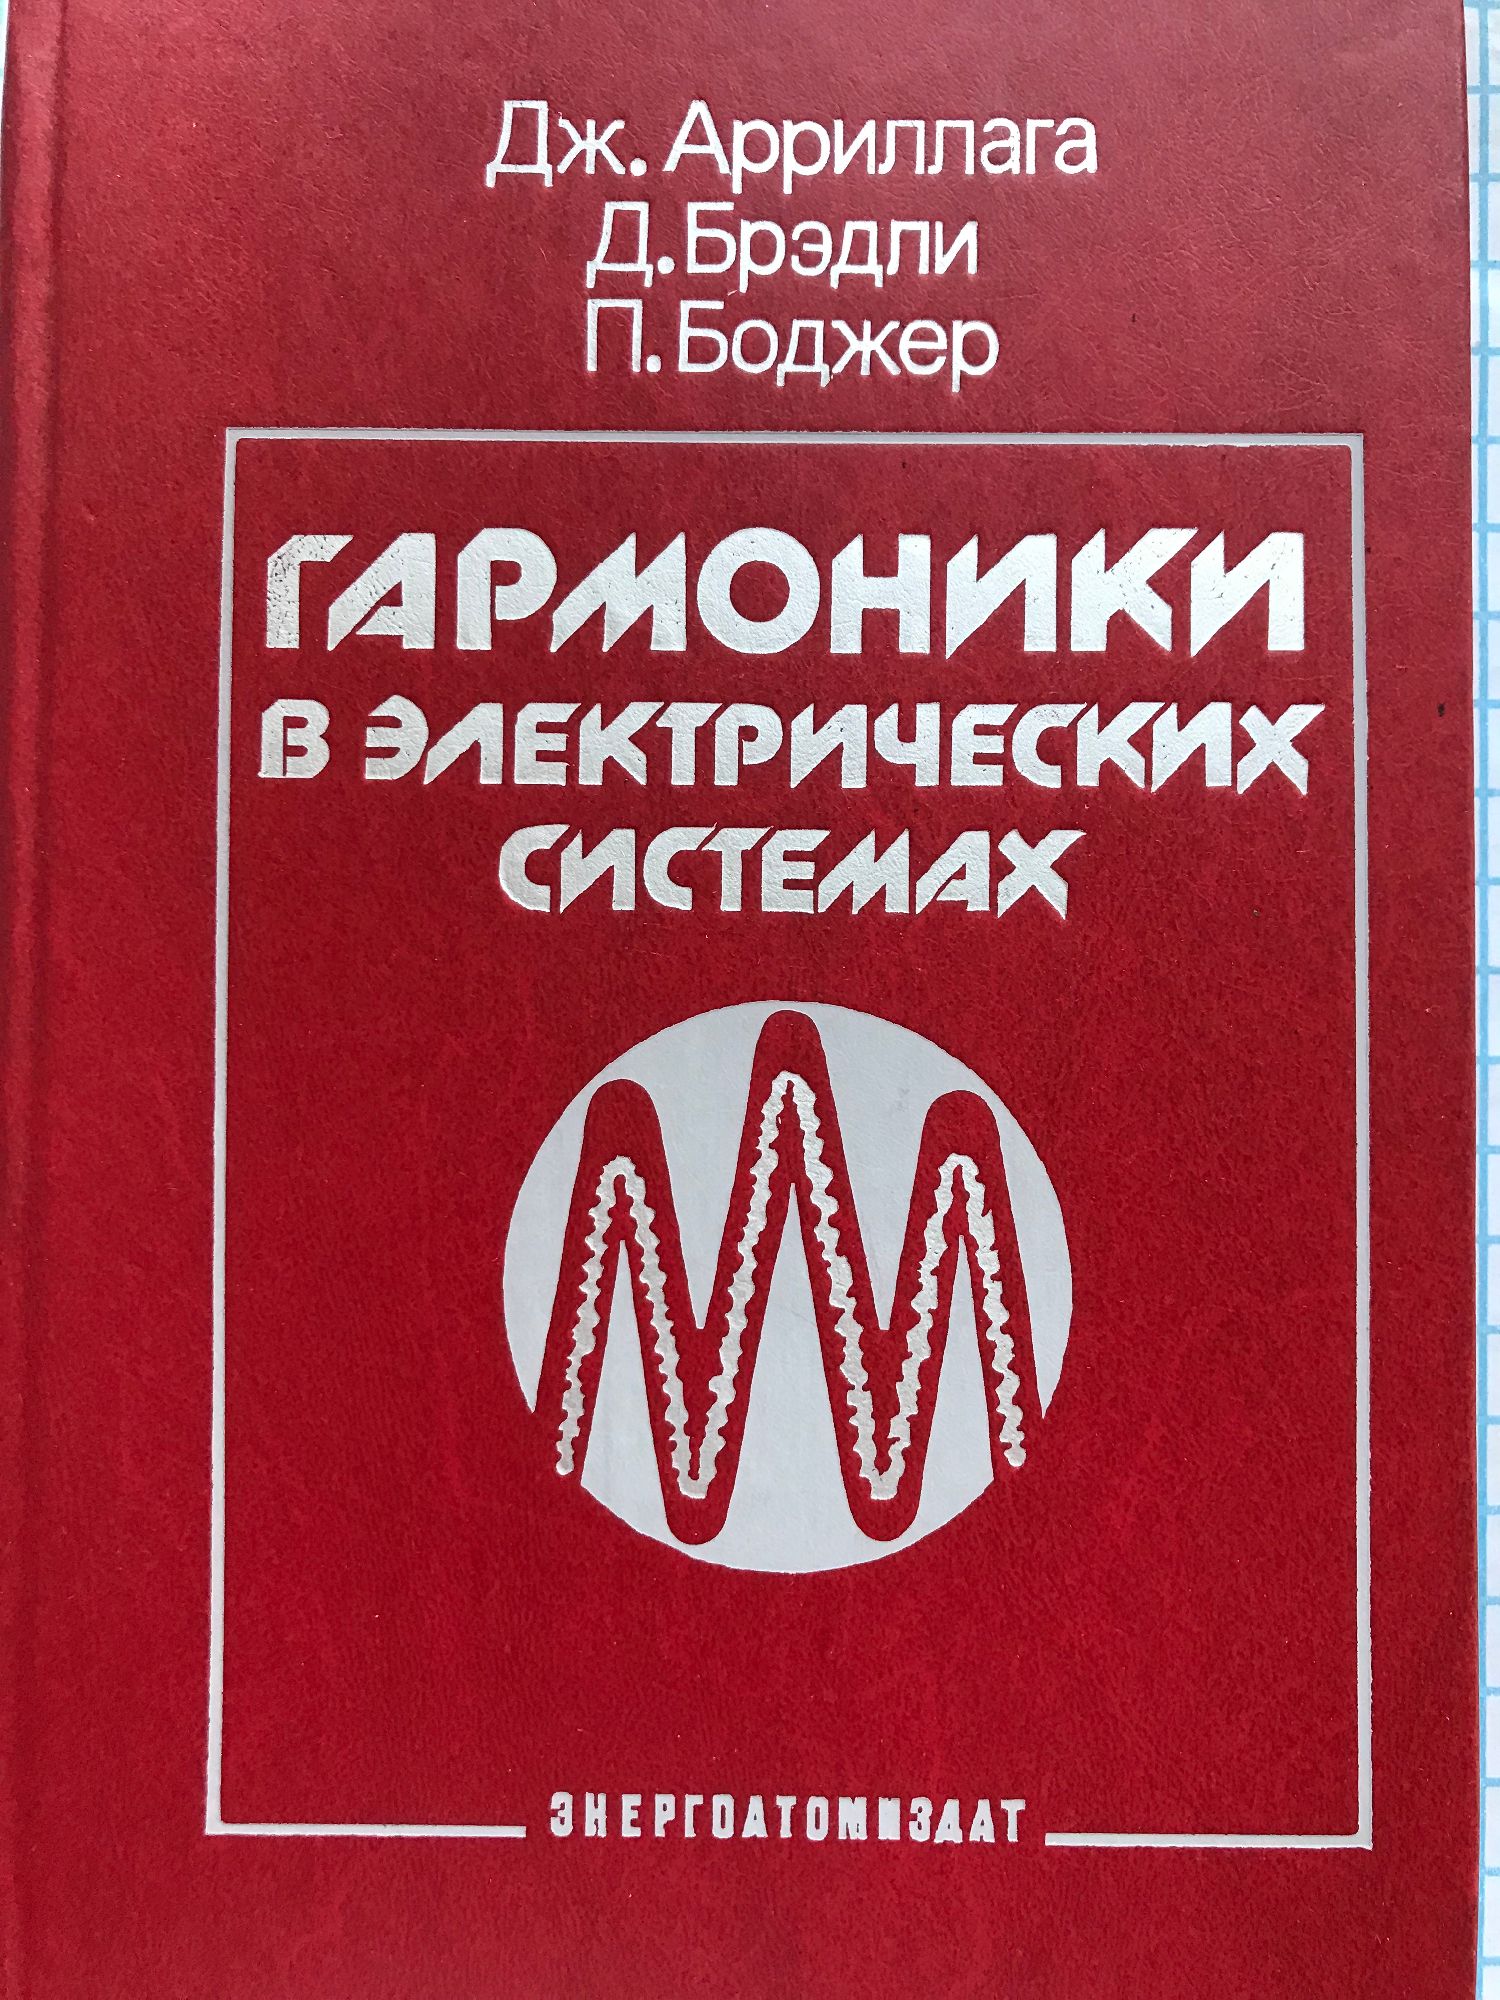 Дж. Арриллага
Д. Брэдли
П. Боджер
ГАРМОНИКИ
В ЭЛЕКТРИЧЕСКИХ
СИСТЕМАХ
ЭНЕРГОАТОМИЗДАТ